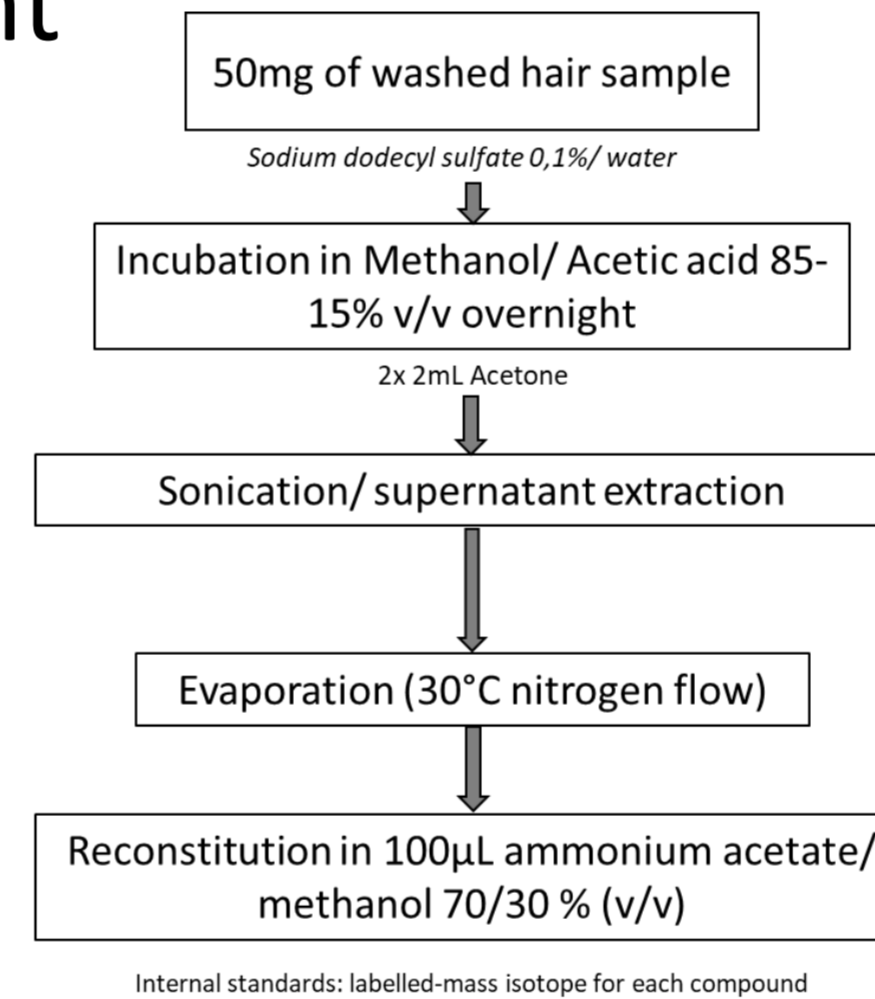 50mg of washed hair sample
Sodium dodecyl sulfate 0,1%/ water
Incubation in Methanol/ Acetic acid 85-
15% v/v overnight
2x 2mL Acetone
Sonication/ supernatant extraction
Evaporation (30°C nitrogen flow)
Reconstitution in 100µL ammonium acetate/
methanol 70/30 % (v/v)
Internal standards: labelled-mass isotope for each compound